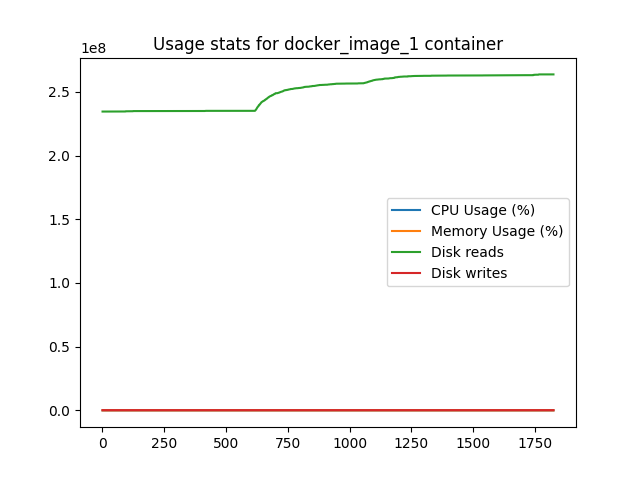 Usage stats for docker_image_1 container
1e8
2.5
2.0
1.5
1.0
0.5
0.0
CPU Usage (%)
Memory Usage (%)
Disk reads
Disk writes
0 250 500 750 1000 1250 1500 1750